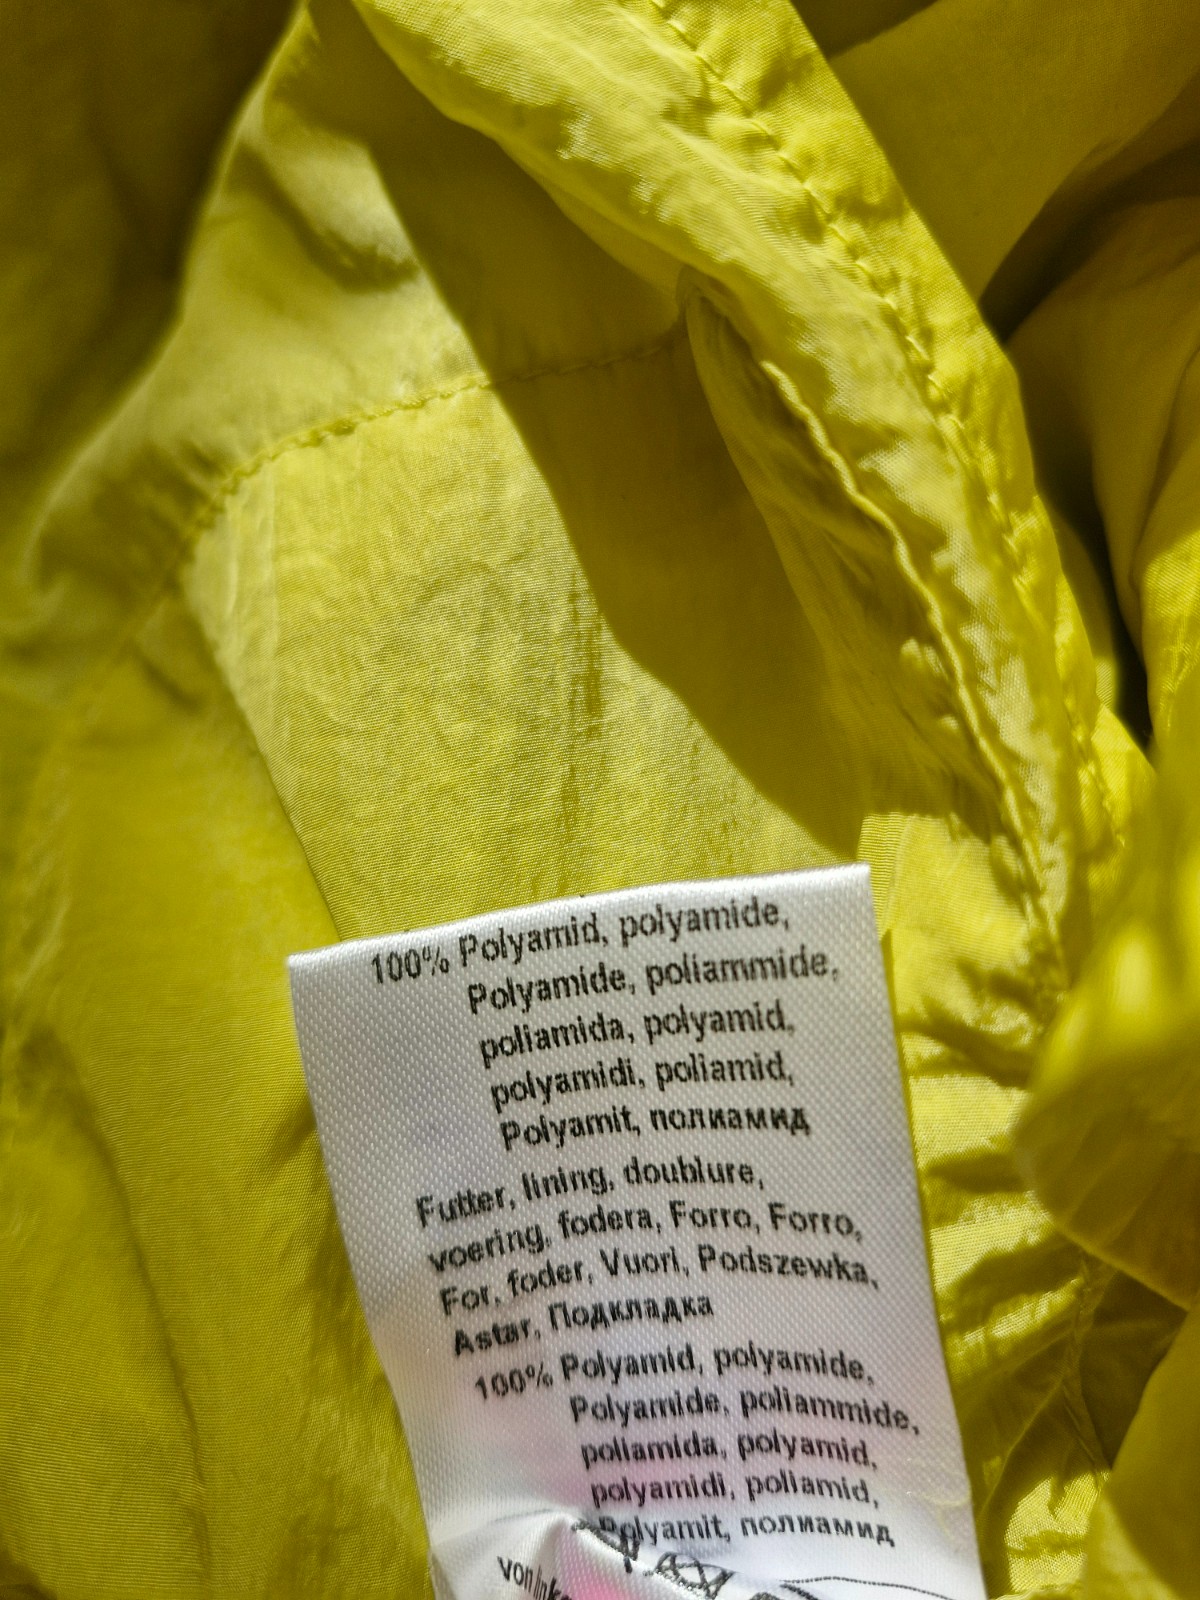 100% Polyamid, polyamide,
Polyamide, poliammide,
poliamida, polyamid,
polyamidi, poliamid,
Polyamit, полиамид
Futter, lining, doublure,
voering, fodera, Forro, Forro,
For, foder, Vuori, Podszewka,
Astar, Подкладка
100% Polyamid, polyamide,
Polyamide, poliammide,
poliamida, polyamid,
polyamidi, poliamid,
Polyamit, полиамид
von